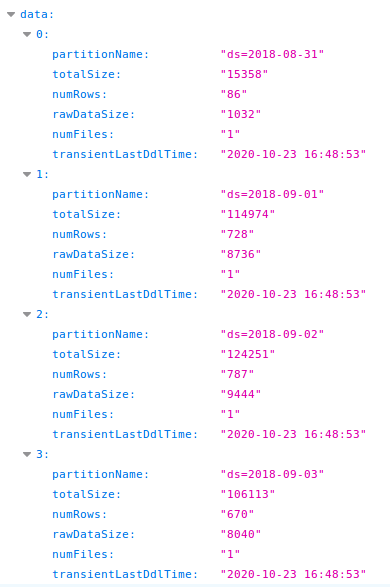 data:
0:
partitionName: "ds=2018-08-31"
totalSize: "15358"
numRows: "86"
rawDataSize: "1032"
numFiles: "1"
transientLastDdlTime: "2020-10-23 16:48:53"
1:
partitionName: "ds=2018-09-01"
totalSize: "114974"
numRows: "728"
rawDataSize: "8736"
numFiles: "1"
transientLastDdlTime: "2020-10-23 16:48:53"
2:
partitionName: "ds=2018-09-02"
totalSize: "124251"
numRows: "787"
rawDataSize: "9444"
numFiles: "1"
transientLastDdlTime: "2020-10-23 16:48:53"
3:
partitionName: "ds=2018-09-03"
totalSize: "106113"
numRows: "670"
rawDataSize: "8040"
numFiles: "1"
transientLastDdlTime: "2020-10-23 16:48:53"